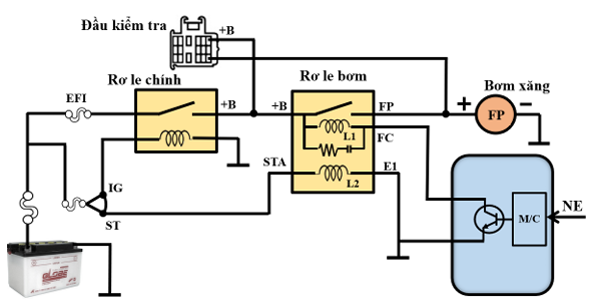 Đầu kiểm tra
+B
Rơ le chính
Rơ le bơm
Bơm xăng
EFI
+B
+B
FP
+
−
FP
L1
FC
STA
E1
L2
IG
ST
M/C
NE
GLOBE